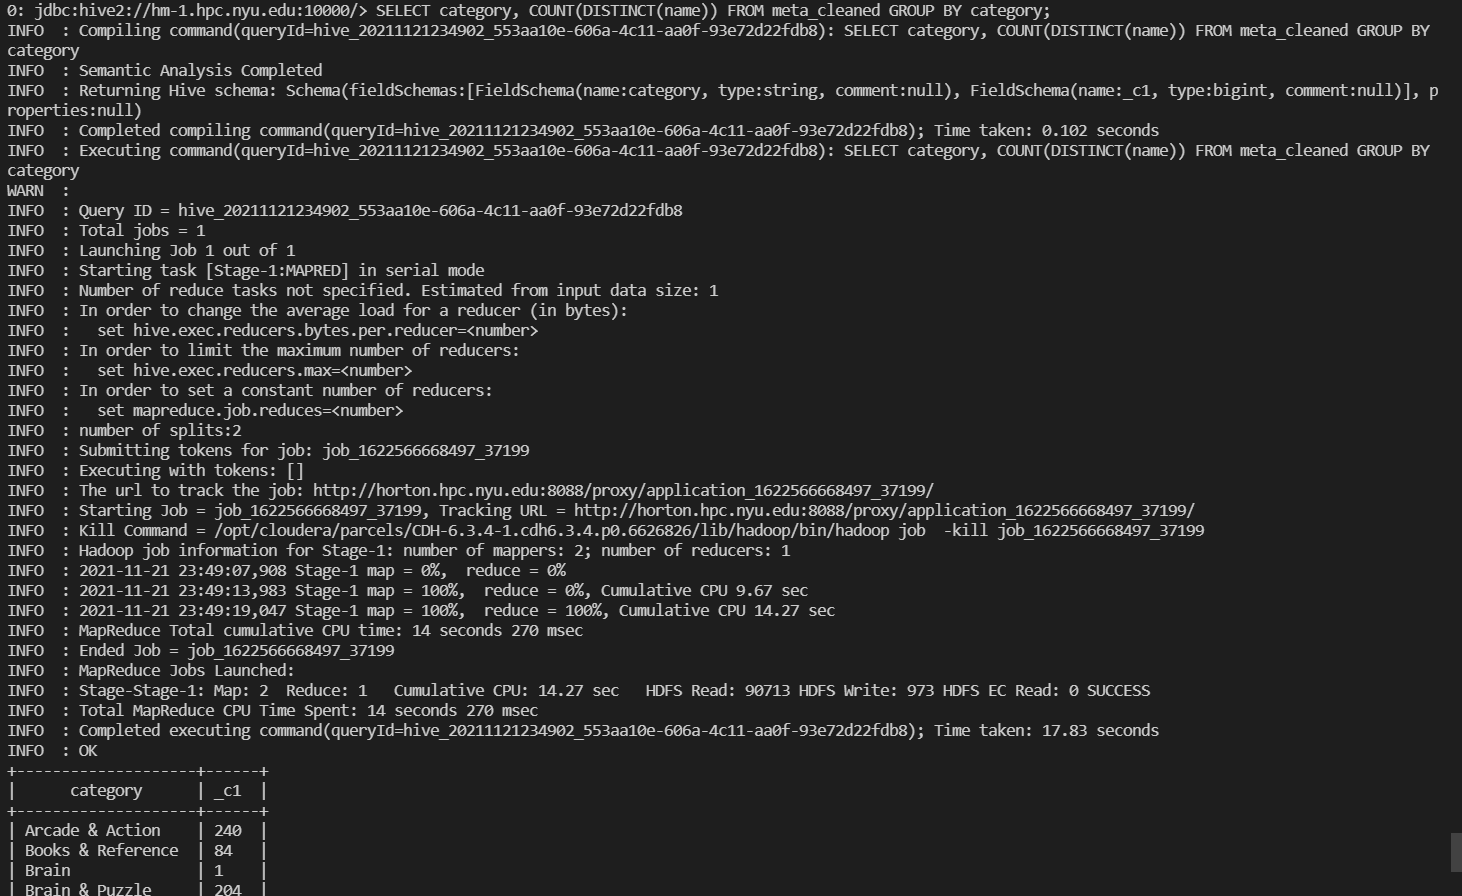 0: jdbc:hive2://hm-1.hpc.nyu.edu:10000/> SELECT category, COUNT(DISTINCT(name)) FROM meta_cleaned GROUP BY category;
INFO  : Compiling command(queryId=hive_20211121234902_553aa10e-606a-4c11-aa0f-93e72d22fdb8): SELECT category, COUNT(DISTINCT(name)) FROM meta_cleaned GROUP BY
category
INFO  : Semantic Analysis Completed
INFO  : Returning Hive schema: Schema(fieldSchemas:[FieldSchema(name:category, type:string, comment:null), FieldSchema(name:_c1, type:bigint, comment:null)], p
roperties:null)
INFO  : Completed compiling command(queryId=hive_20211121234902_553aa10e-606a-4c11-aa0f-93e72d22fdb8); Time taken: 0.102 seconds
INFO  : Executing command(queryId=hive_20211121234902_553aa10e-606a-4c11-aa0f-93e72d22fdb8): SELECT category, COUNT(DISTINCT(name)) FROM meta_cleaned GROUP BY
category
WARN  :
INFO  : Query ID = hive_20211121234902_553aa10e-606a-4c11-aa0f-93e72d22fdb8
INFO  : Total jobs = 1
INFO  : Launching Job 1 out of 1
INFO  : Starting task [Stage-1:MAPRED] in serial mode
INFO  : Number of reduce tasks not specified. Estimated from input data size: 1
INFO  : In order to change the average load for a reducer (in bytes):
INFO  :   set hive.exec.reducers.bytes.per.reducer=<number>
INFO  : In order to limit the maximum number of reducers:
INFO  :   set hive.exec.reducers.max=<number>
INFO  : In order to set a constant number of reducers:
INFO  :   set mapreduce.job.reduces=<number>
INFO  : number of splits:2
INFO  : Submitting tokens for job: job_1622566668497_37199
INFO  : Executing with tokens: []
INFO  : The url to track the job: http://horton.hpc.nyu.edu:8088/proxy/application_1622566668497_37199/
INFO  : Starting Job = job_1622566668497_37199, Tracking URL = http://horton.hpc.nyu.edu:8088/proxy/application_1622566668497_37199/
INFO  : Kill Command = /opt/cloudera/parcels/CDH-6.3.4-1.cdh6.3.4.p0.6626826/lib/hadoop/bin/hadoop job  -kill job_1622566668497_37199
INFO  : Hadoop job information for Stage-1: number of mappers: 2; number of reducers: 1
INFO  : 2021-11-21 23:49:07,908 Stage-1 map = 0%,  reduce = 0%
INFO  : 2021-11-21 23:49:13,983 Stage-1 map = 100%,  reduce = 0%, Cumulative CPU 9.67 sec
INFO  : 2021-11-21 23:49:19,047 Stage-1 map = 100%,  reduce = 100%, Cumulative CPU 14.27 sec
INFO  : MapReduce Total cumulative CPU time: 14 seconds 270 msec
INFO  : Ended Job = job_1622566668497_37199
INFO  : MapReduce Jobs Launched:
INFO  : Stage-Stage-1: Map: 2  Reduce: 1   Cumulative CPU: 14.27 sec   HDFS Read: 90713 HDFS Write: 973 HDFS EC Read: 0 SUCCESS
INFO  : Total MapReduce CPU Time Spent: 14 seconds 270 msec
INFO  : Completed executing command(queryId=hive_20211121234902_553aa10e-606a-4c11-aa0f-93e72d22fdb8); Time taken: 17.83 seconds
INFO  : OK
+--------------------+------+
|      category      | _c1  |
+--------------------+------+
| Arcade & Action    | 240  |
| Books & Reference  | 84   |
| Brain              | 1    |
| Brain & Puzzle     | 204  |